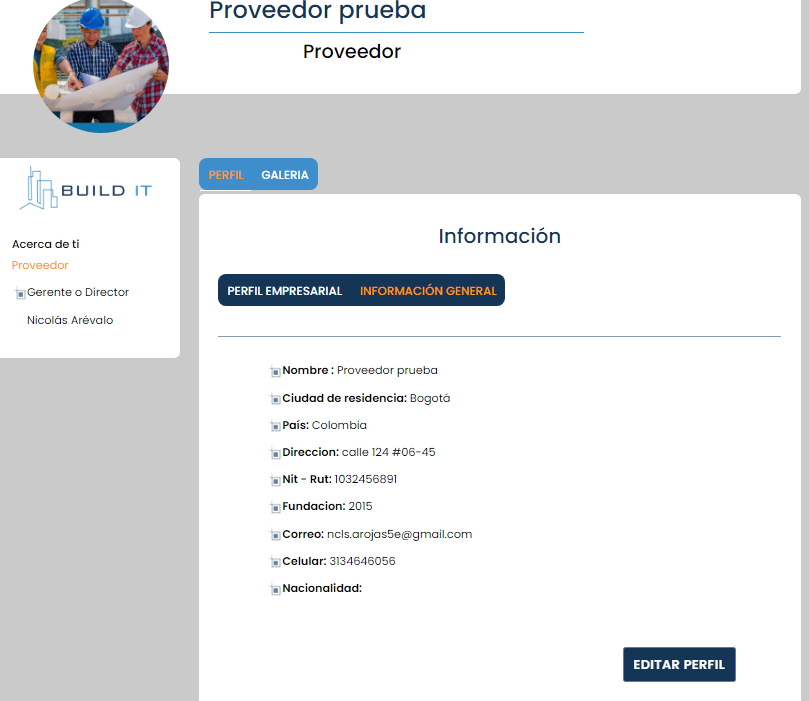 Proveedor prueba
Proveedor
BUILD IT
Acerca de ti
Proveedor
Gerente o Director
Nicolás Arévalo
PERFIL GALERIA
Información
PERFIL EMPRESARIAL INFORMACIÓN GENERAL
Nombre : Proveedor prueba
Ciudad de residencia: Bogotá
País: Colombia
Direccion: calle 124 #06-45
Nit - Rut: 1032456891
Fundacion: 2015
Correo: ncls.arojas5e@gmail.com
Celular: 3134646056
Nacionalidad:
EDITAR PERFIL